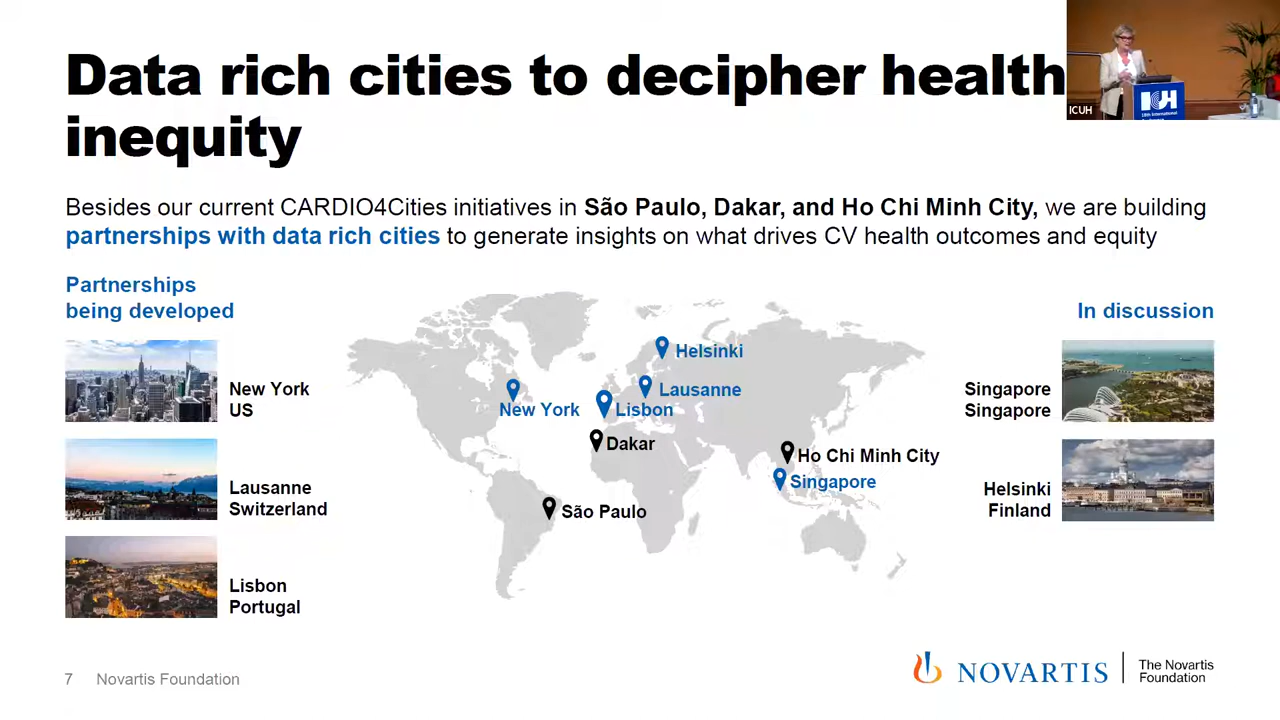 Data rich cities to decipher health
inequity
ICUH
18th International
Besides our current CARDIO4Cities initiatives in São Paulo, Dakar, and Ho Chi Minh City, we are building
partnerships with data rich cities to generate insights on what drives CV health outcomes and equity
Partnerships
being developed
In discussion
New York
US
Lausanne
Switzerland
Lisbon
Portugal
Helsinki
Lausanne
New York
Lisbon
Dakar
Ho Chi Minh City
Singapore
São Paulo
Singapore
Singapore
Helsinki
Finland
7 Novartis Foundation
NOVARTIS
The Novartis
Foundation